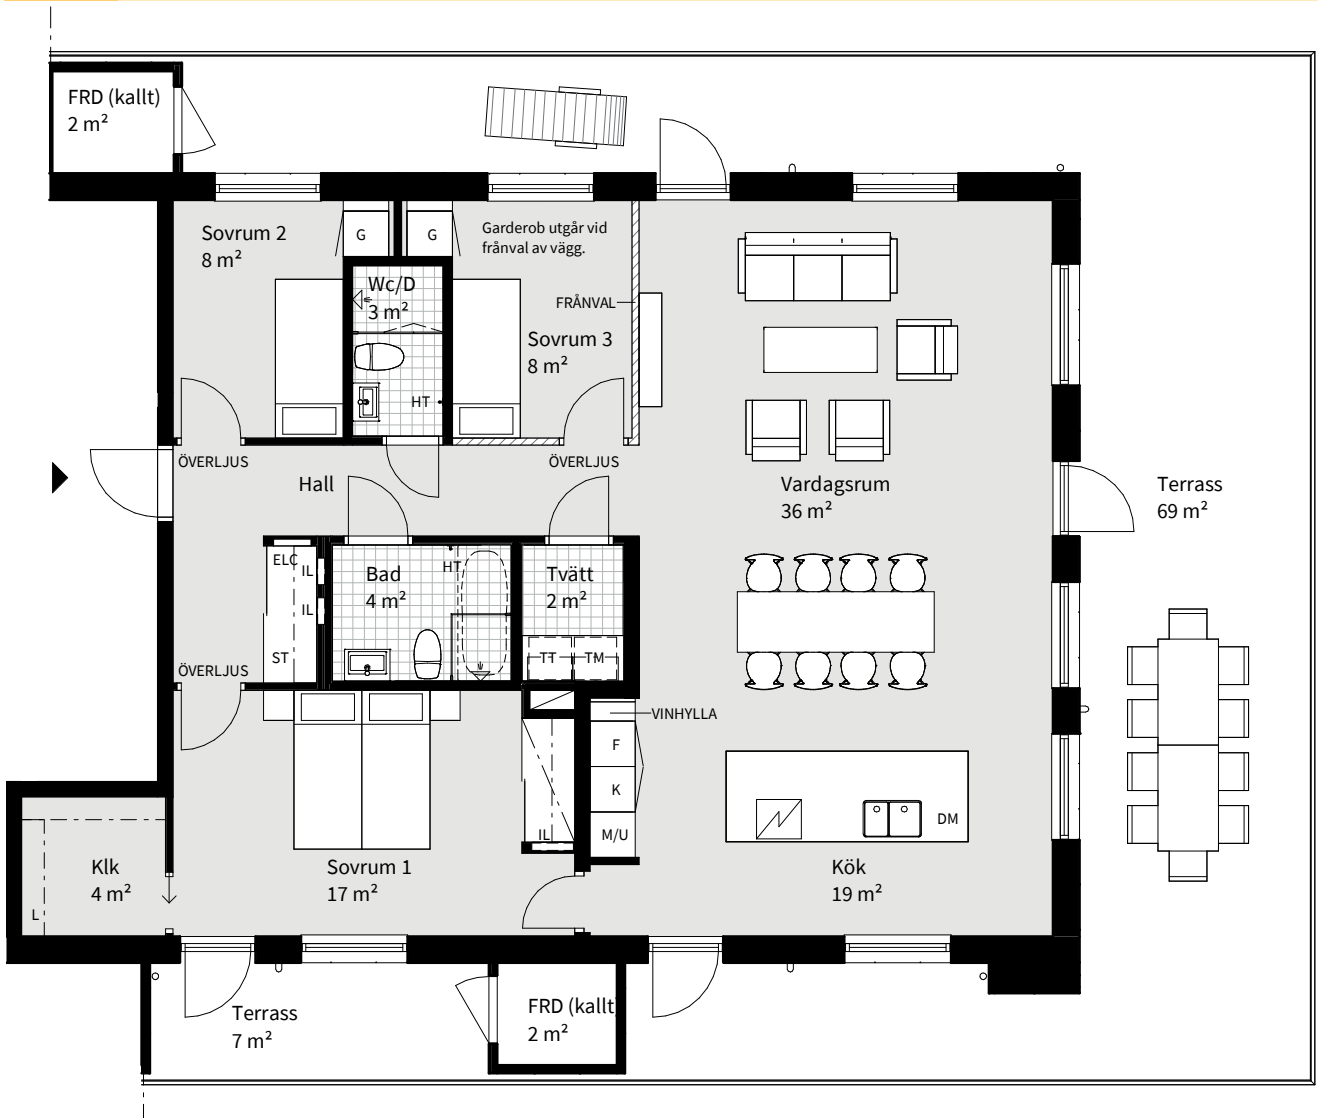 FRD (kallt)
2 m²
Sovrum 2
8 m²
G
G
Garderob utgår vid
frånval av vägg.
Wc/D
3 m²
FRÅNVAL
Sovrum 3
8 m²
HT
ÖVERLJUS
ÖVERLJUS
Hall
Vardagsrum
36 m²
Terrass
69 m²
ELC
IL
IL
ST
Bad
4 m²
HT
Tvätt
2 m²
TT
TM
ÖVERLJUS
VINHYLLA
F
K
M/U
IL
DM
Klk
4 m²
L
Sovrum 1
17 m²
Kök
19 m²
Terrass
7 m²
FRD (kallt
2 m²